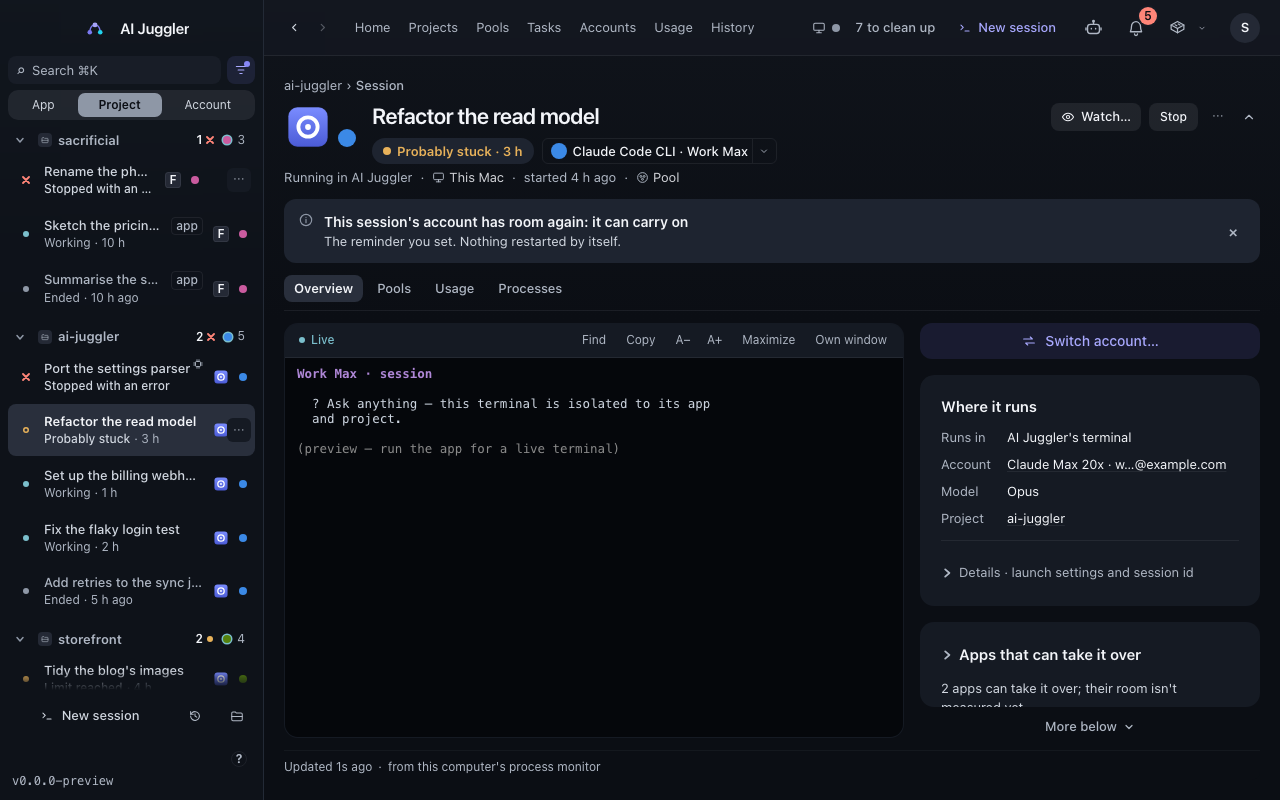 AI Juggler
Search ⌘K
App Project Account
sacrificial 1 3
Rename the ph...
Stopped with an ...
F
Sketch the pricin... app
Working · 10 h
F
Summarise the s... app
Ended · 10 h ago
F
ai-juggler 2 5
Port the settings parser
Stopped with an error
Refactor the read model
Probably stuck · 3 h
Set up the billing webh...
Working · 1 h
Fix the flaky login test
Working · 2 h
Add retries to the sync j...
Ended · 5 h ago
storefront 2 4
Tidy the blog's images
Limit reached · 4 h
New session
?
v0.0.0-preview
Home Projects Pools Tasks Accounts Usage History
7 to clean up
New session
5
S
ai-juggler › Session
Refactor the read model
Probably stuck · 3 h
Claude Code CLI · Work Max
Watch...
Stop
Running in AI Juggler · This Mac · started 4 h ago · Pool
This session's account has room again: it can carry on
The reminder you set. Nothing restarted by itself.
Overview Pools Usage Processes
Live
Find Copy A− A+ Maximize Own window
Work Max · session
? Ask anything — this terminal is isolated to its app
and project.
(preview — run the app for a live terminal)
Switch account...
Where it runs
Runs in AI Juggler's terminal
Account Claude Max 20x · w...@example.com
Model Opus
Project ai-juggler
Details · launch settings and session id
Apps that can take it over
2 apps can take it over; their room isn't
measured yet
More below
Updated 1s ago · from this computer's process monitor